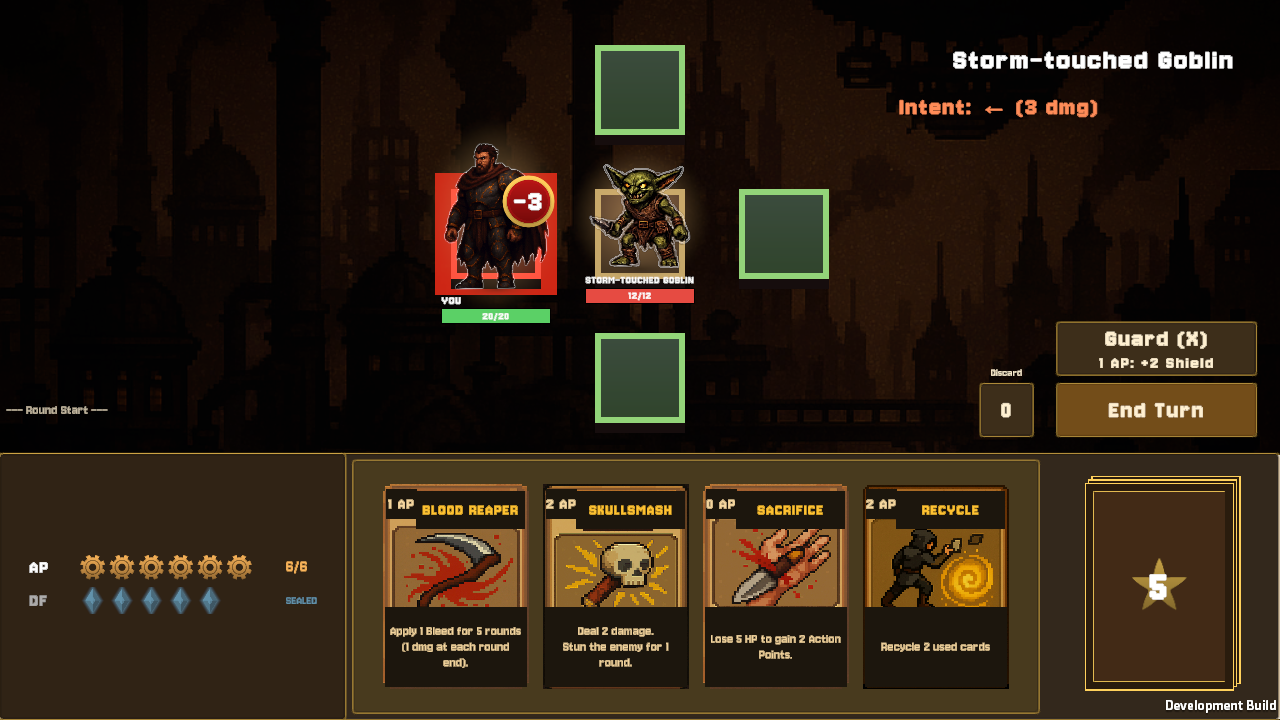 Storm-touched Goblin
Intent: ← (3 dmg)
-3
STORM-TOUCHED GOBLIN
12/12
YOU
20/20
--- Round Start ---
Discard
0
Guard (X)
1 AP: +2 Shield
End Turn
AP
6/6
DF
SEALED
1 AP
BLOOD REAPER
Apply 1 Bleed for 5 rounds
(1 dmg at each round
end).
2 AP
SKULLSMASH
Deal 2 damage.
Stun the enemy for 1
round.
0 AP
SACRIFICE
Lose 5 HP to gain 2 Action
Points.
2 AP
RECYCLE
Recycle 2 used cards
5
Development Build